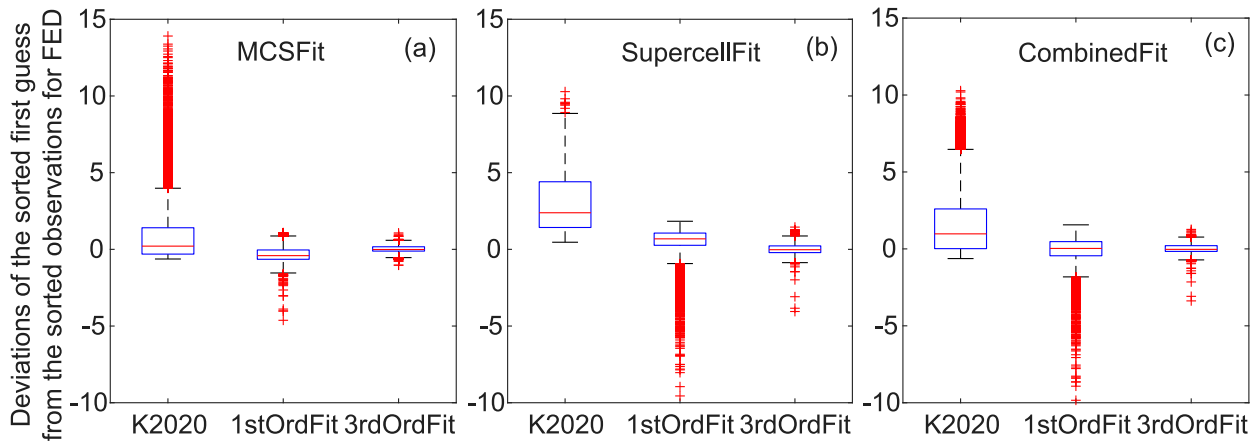 Deviations of the sorted first guess
from the sorted observations for FED
15
10
5
0
-5
-10
MCSFit
(a)
K2020 1stOrdFit 3rdOrdFit
15
10
5
0
-5
-10
SupercellFit
(b)
K2020 1stOrdFit 3rdOrdFit
15
10
5
0
-5
-10
CombinedFit
(c)
K2020 1stOrdFit 3rdOrdFit